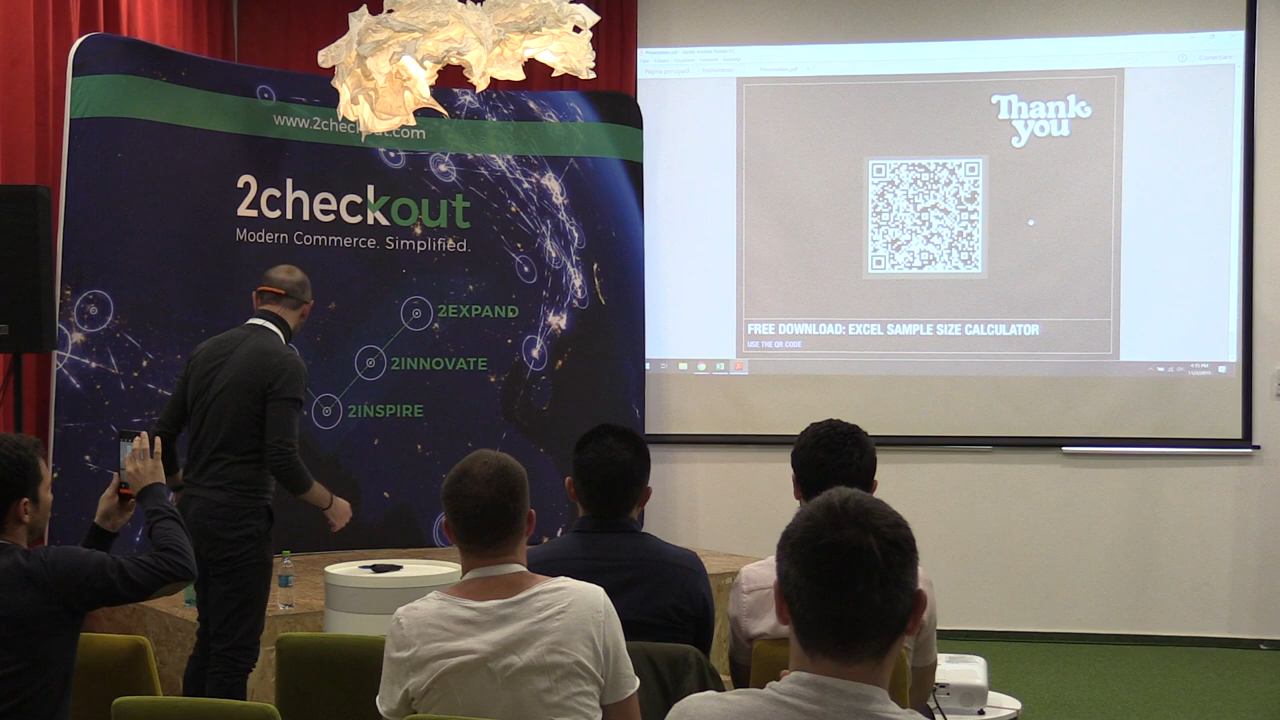 www.2checkout.com
2checkout
Modern Commerce. Simplified.
2EXPAND
2INNOVATE
2INSPIRE
Thank
you
FREE DOWNLOAD: EXCEL SAMPLE SIZE CALCULATOR
USE THE QR CODE